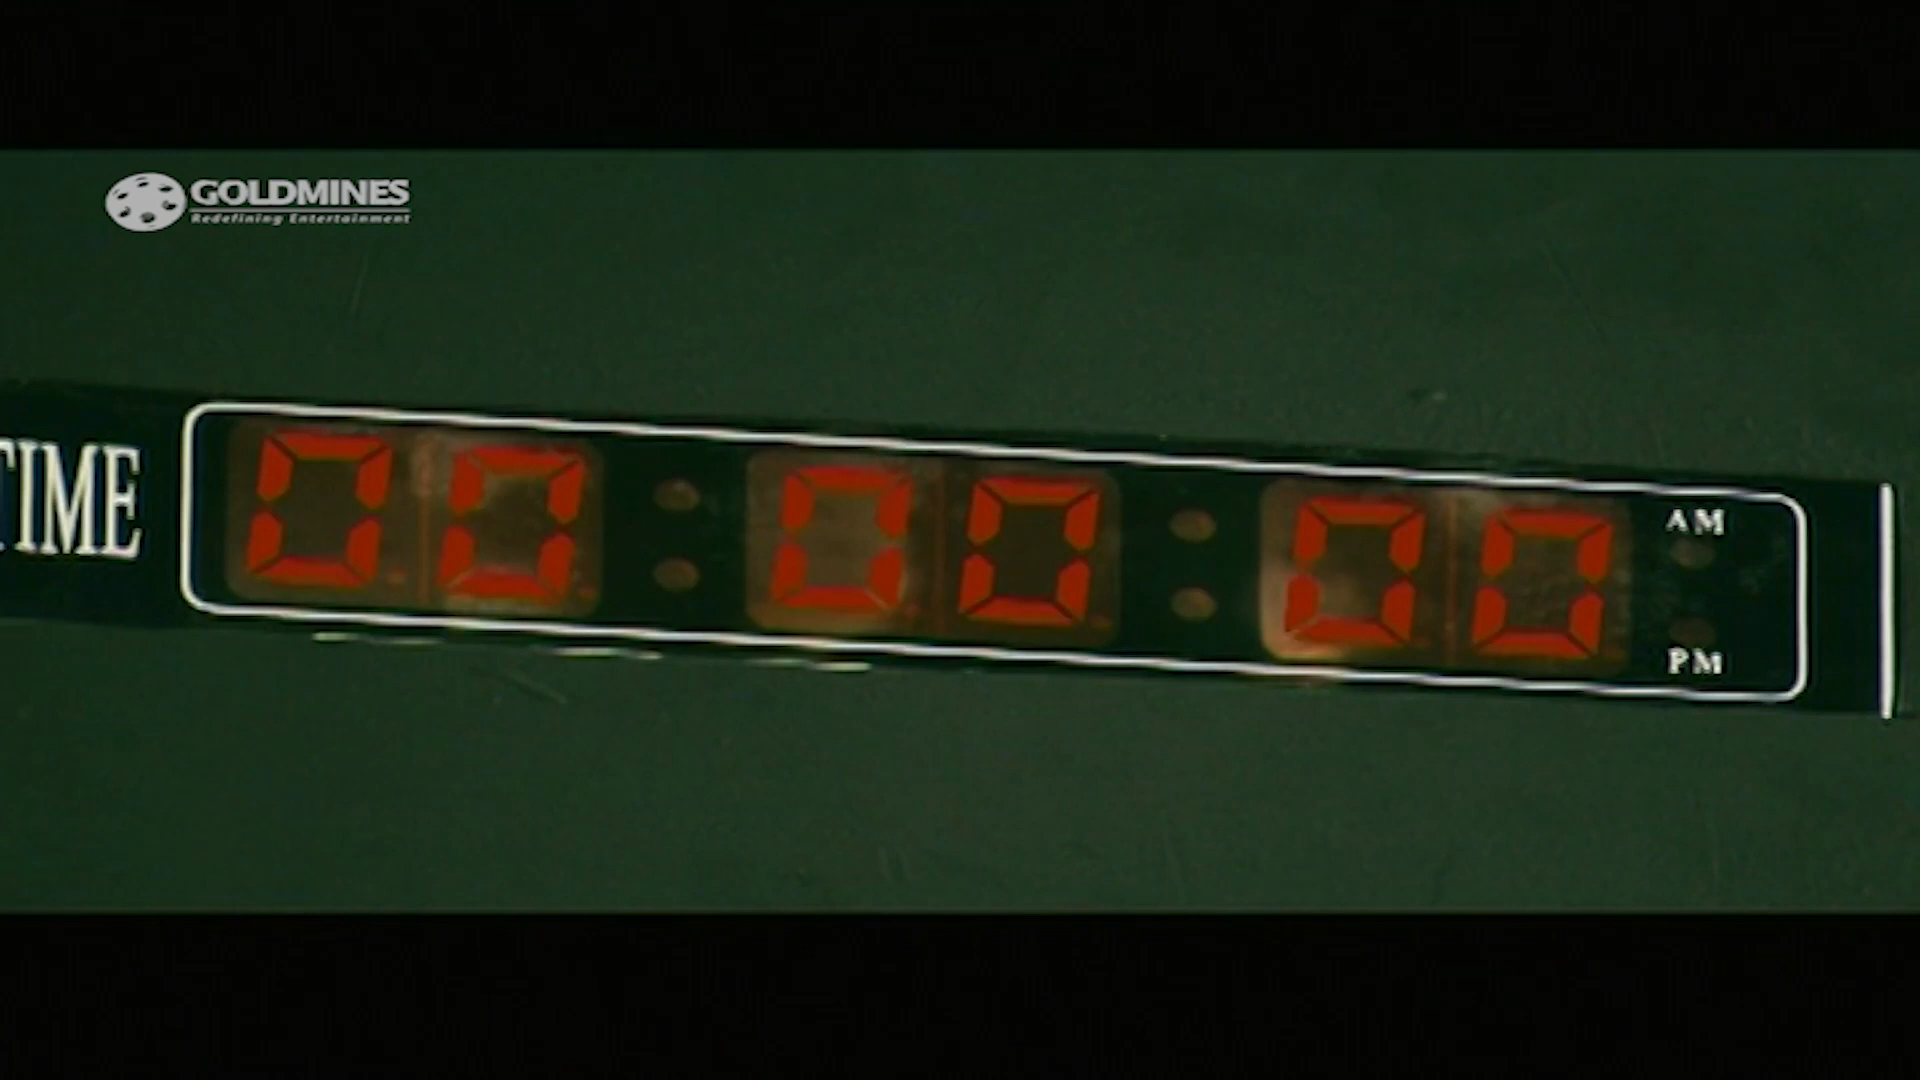 GOLDMINES
Redefining Entertainment
TIME
00:00:00
AM
PM